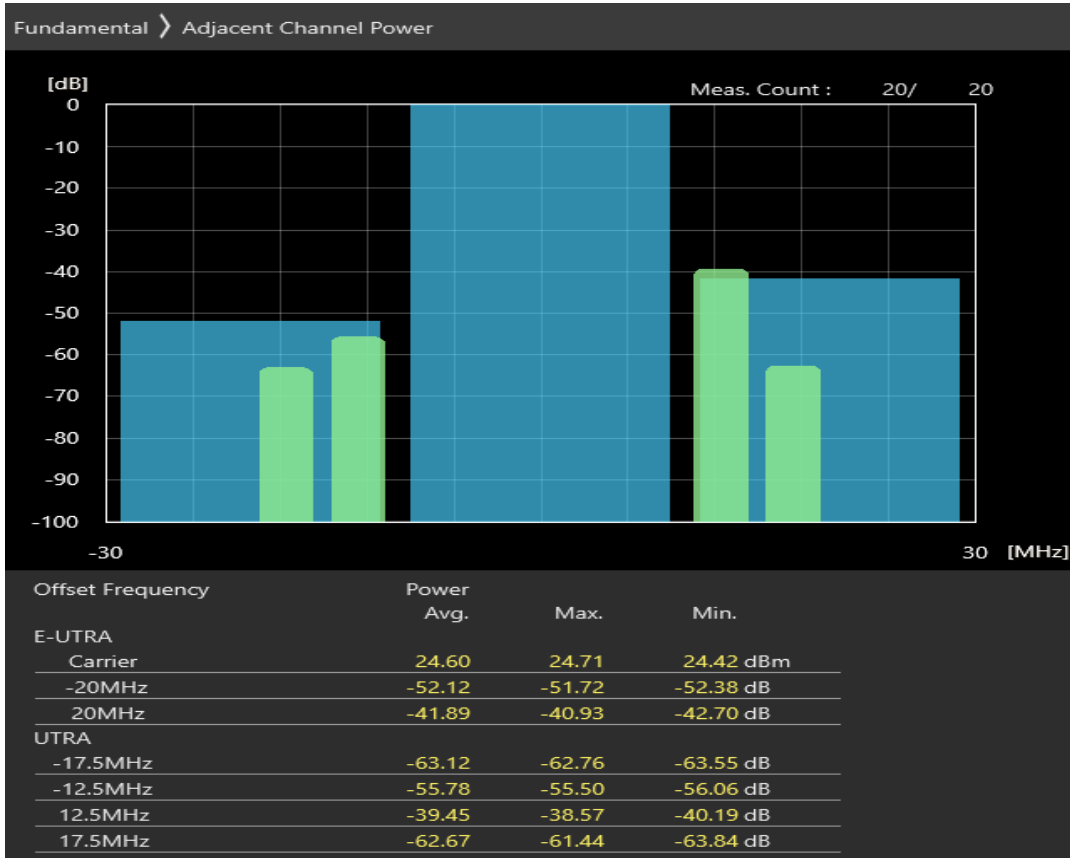 Fundamental 〉 Adjacent Channel Power
[dB]
Meas. Count : 20/ 20
0
-10
-20
-30
-40
-50
-60
-70
-80
-90
-100
-30 30 [MHz]
Offset Frequency Power
Avg. Max. Min.
E-UTRA
Carrier 24.60 24.71 24.42 dBm
-20MHz -52.12 -51.72 -52.38 dB
20MHz -41.89 -40.93 -42.70 dB
UTRA
-17.5MHz -63.12 -62.76 -63.55 dB
-12.5MHz -55.78 -55.50 -56.06 dB
12.5MHz -39.45 -38.57 -40.19 dB
17.5MHz -62.67 -61.44 -63.84 dB